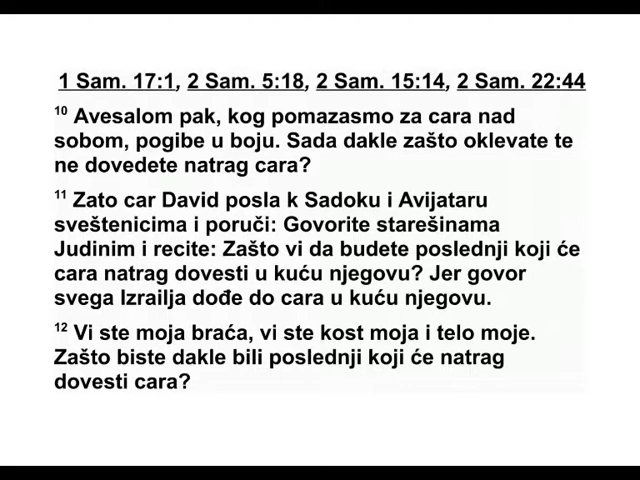 1 Sam. 17:1, 2 Sam. 5:18, 2 Sam. 15:14, 2 Sam. 22:44
10 Avesalom pak, kog pomazasmo za cara nad
sobom, pogibe u boju. Sada dakle zašto oklevate te
ne dovedete natrag cara?
11 Zato car David posla k Sadoku i Avijataru
sveštenicima i poruči: Govorite starešinama
Judinim i recite: Zašto vi da budete poslednji koji će
cara natrag dovesti u kuću njegovu? Jer govor
svega Izrailja dođe do cara u kuću njegovu.
12 Vi ste moja braća, vi ste kost moja i telo moje.
Zašto biste dakle bili poslednji koji će natrag
dovesti cara?